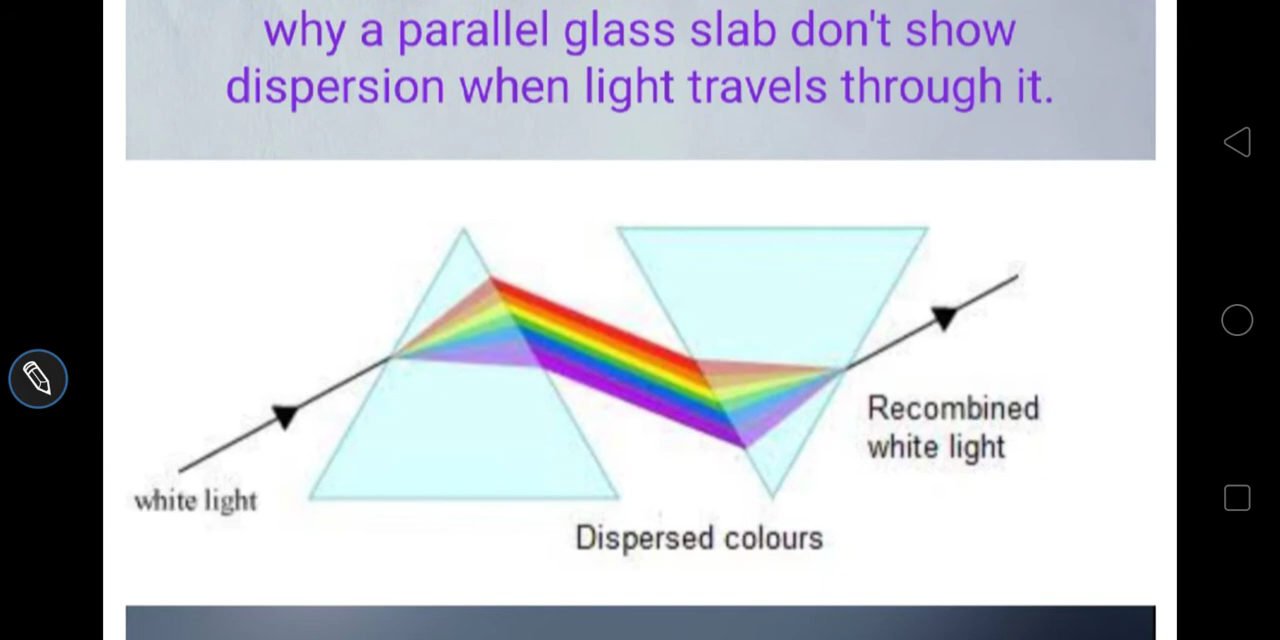 why a parallel glass slab don't show
dispersion when light travels through it.
white light
Dispersed colours
Recombined
white light